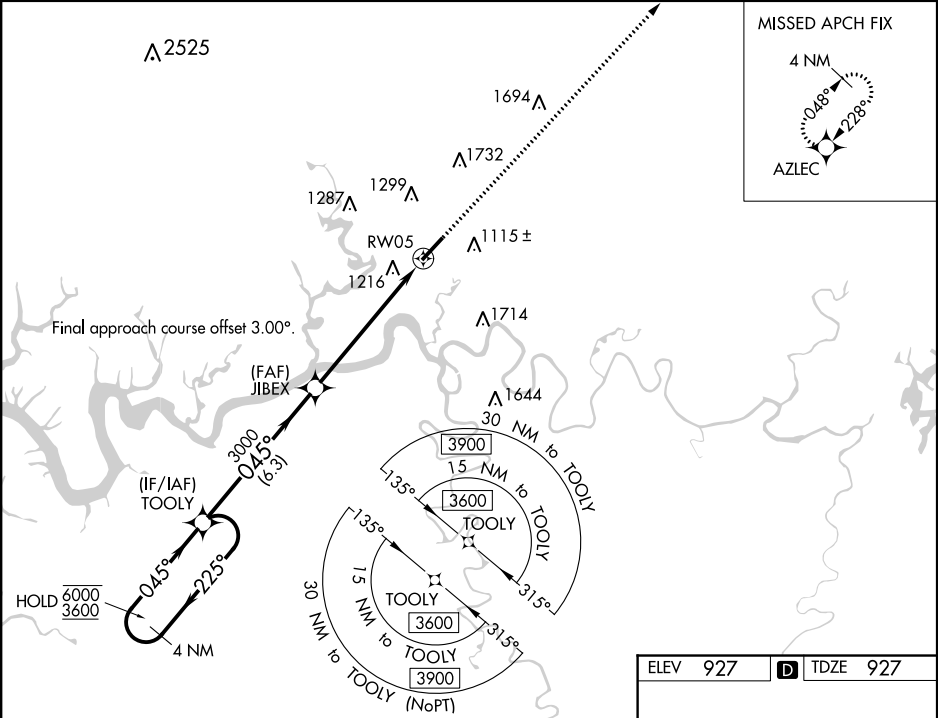 2525
MISSED APCH FIX
4 NM
048°
228°
AZLEC
1694
1732
1299
1287
RW05
1115 ±
1216
1714
Final approach course offset 3.00°.
(FAF)
JIBEX
1644
3000
045°
(6.3)
(IF/IAF)
TOOLY
045°
225°
HOLD 6000
3600
4 NM
30 NM to TOOLY
3900
15 NM to TOOLY
135°
3600
TOOLY
315°
135°
TOOLY
3600
315°
15 NM to TOOLY
3900
30 NM to TOOLY (NoPT)
ELEV 927
D
TDZE 927